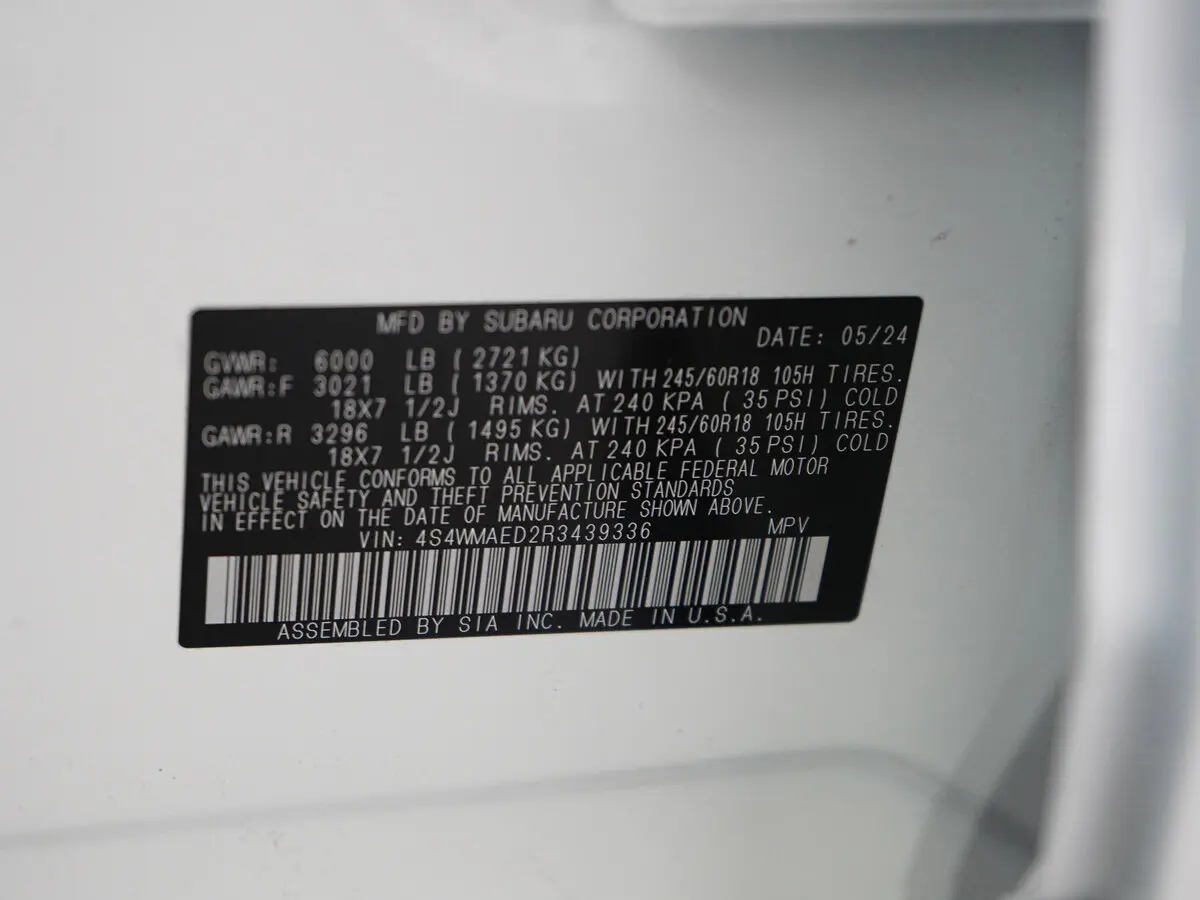 MFD BY SUBARU CORPORATION
DATE: 05/24
GVWR: 6000 LB ( 2721 KG)
GAWR:F 3021 LB ( 1370 KG) WITH 245/60R18 105H TIRES.
18X7 1/2J RIMS. AT 240 KPA ( 35 PSI) COLD
GAWR:R 3296 LB ( 1495 KG) WITH 245/60R18 105H TIRES.
18X7 1/2J RIMS. AT 240 KPA ( 35 PSI) COLD
THIS VEHICLE CONFORMS TO ALL APPLICABLE FEDERAL MOTOR
VEHICLE SAFETY AND THEFT PREVENTION STANDARDS
IN EFFECT ON THE DATE OF MANUFACTURE SHOWN ABOVE.
VIN: 4S4WMAED2R3439336 MPV
ASSEMBLED BY SIA INC. MADE IN U.S.A.